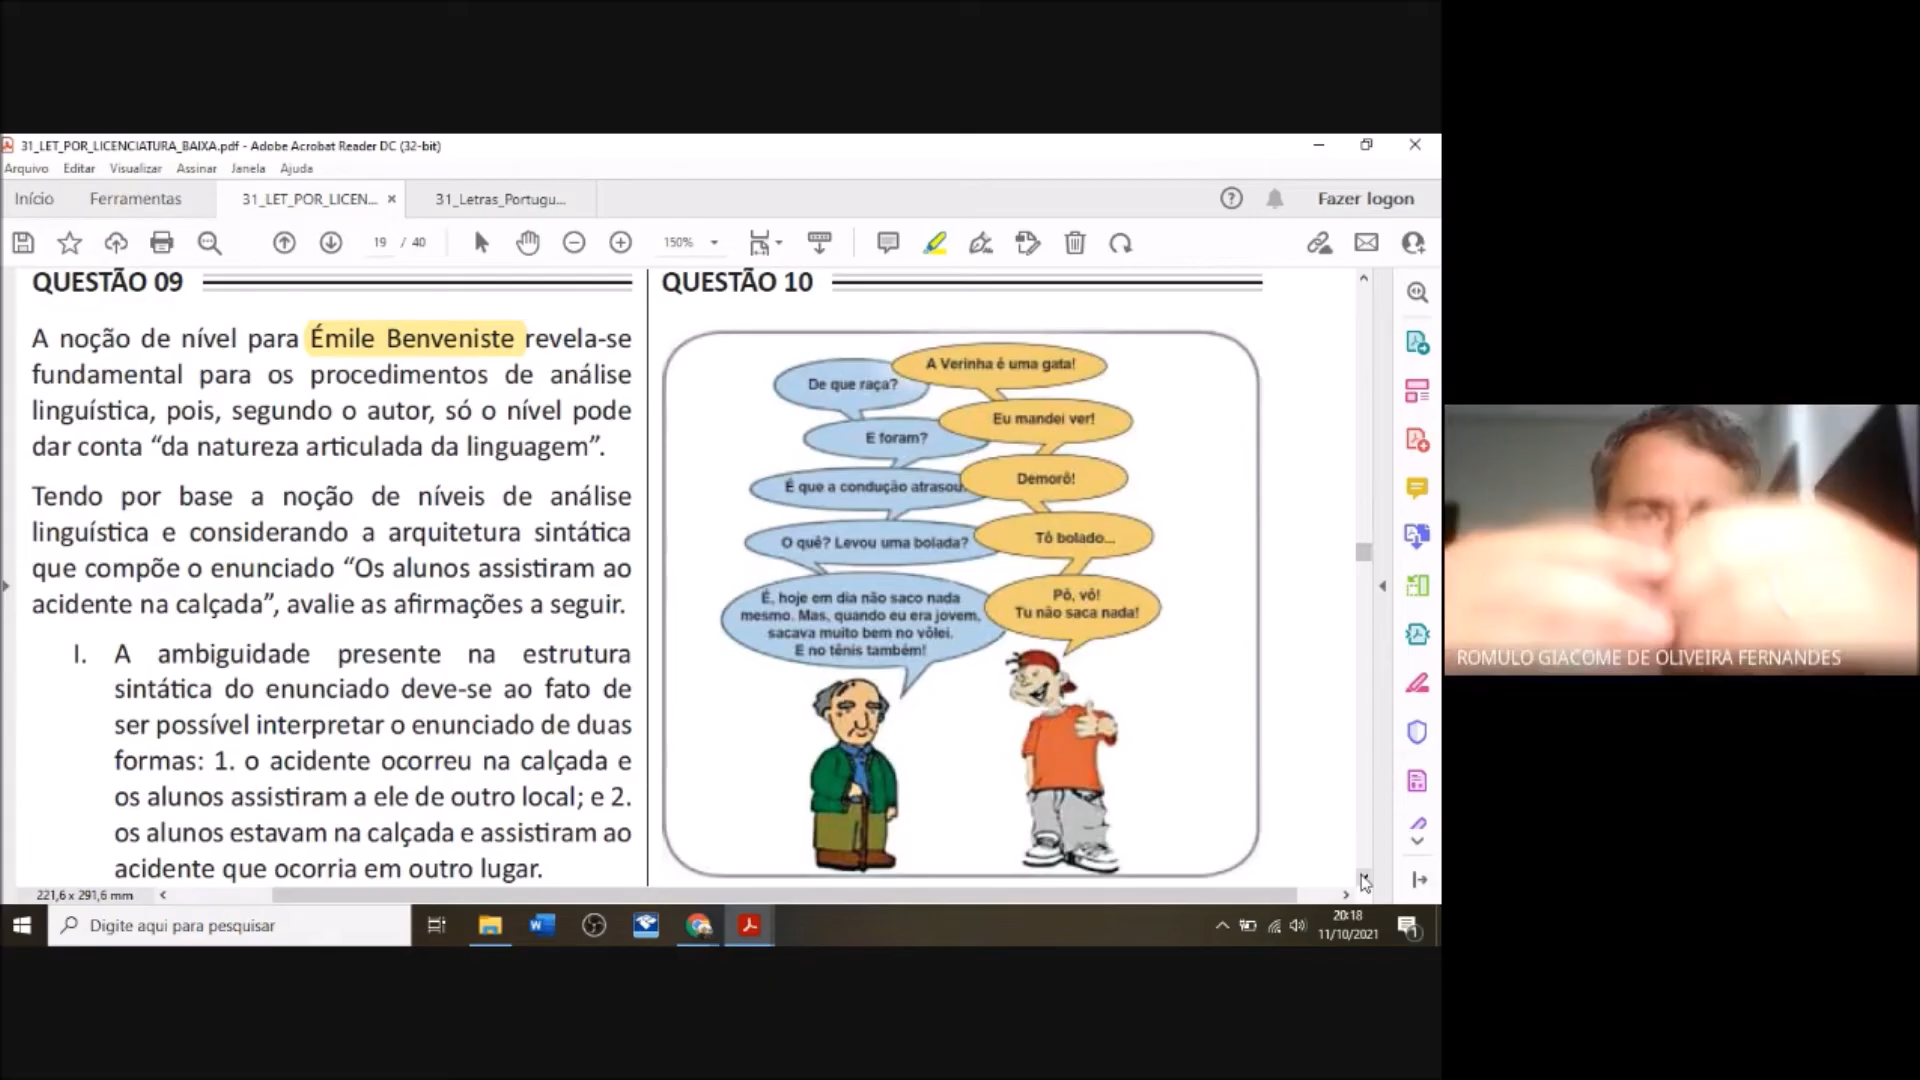 31_LET_POR_LICENCIATURA_BAIXA.pdf - Adobe Acrobat Reader DC (32-bit)
Arquivo Editar Visualizar Assinar Janela Ajuda
Início Ferramentas 31_LET_POR_LICEN... × 31_Letras_Portugu... Fazer logon
19 / 40 150%
QUESTÃO 09
A noção de nível para Émile Benveniste revela-se
fundamental para os procedimentos de análise
linguística, pois, segundo o autor, só o nível pode
dar conta “da natureza articulada da linguagem”.
Tendo por base a noção de níveis de análise
linguística e considerando a arquitetura sintática
que compõe o enunciado “Os alunos assistiram ao
acidente na calçada”, avalie as afirmações a seguir.
I. A ambiguidade presente na estrutura
sintática do enunciado deve-se ao fato de
ser possível interpretar o enunciado de duas
formas: 1. o acidente ocorreu na calçada e
os alunos assistiram a ele de outro local; e 2.
os alunos estavam na calçada e assistiram ao
acidente que ocorria em outro lugar.
QUESTÃO 10
A Verinha é uma gata!
De que raça?
Eu mandei ver!
E foram?
Demorô!
É que a condução atrasou.
Tô bolado...
O quê? Levou uma bolada?
Pô, vô!
Tu não saca nada!
É, hoje em dia não saco nada
mesmo. Mas, quando eu era jovem,
sacava muito bem no vôlei.
E no tênis também!
221,6 x 291,6 mm
Digite aqui para pesquisar
20:18
11/10/2021
1
ROMULO GIACOME DE OLIVEIRA FERNANDES